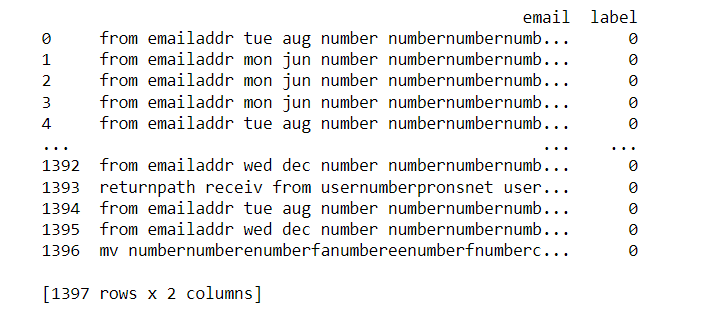 email label
0 from emailaddr tue aug number numbernumbernumb... 0
1 from emailaddr mon jun number numbernumbernumb... 0
2 from emailaddr mon jun number numbernumbernumb... 0
3 from emailaddr mon jun number numbernumbernumb... 0
4 from emailaddr tue aug number numbernumbernumb... 0
... ... ...
1392 from emailaddr wed dec number numbernumbernumb... 0
1393 returnpath receiv from usernumberpronsnet user... 0
1394 from emailaddr tue aug number numbernumbernumb... 0
1395 from emailaddr wed dec number numbernumbernumb... 0
1396 mv numbernumberenumberfanumbereenumberfnumberc... 0
[1397 rows x 2 columns]